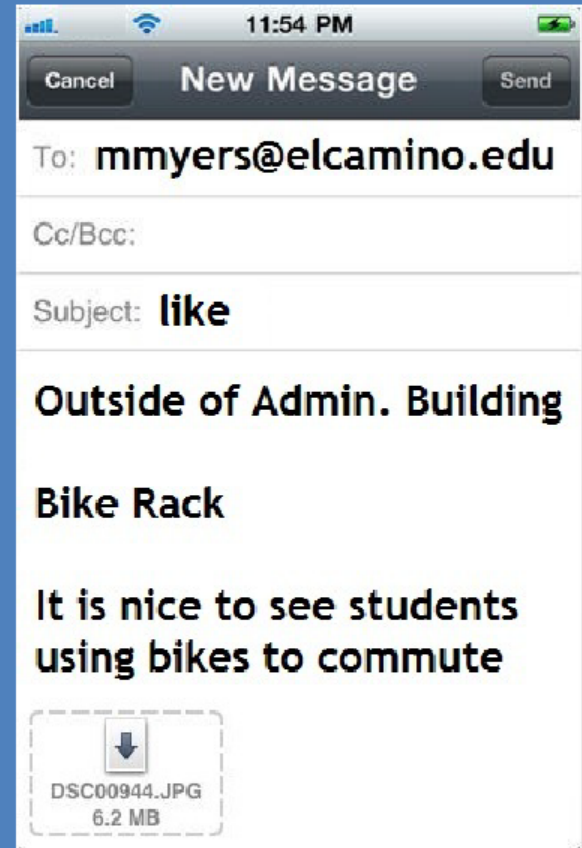 11:54 PM
Cancel New Message Send
To: mmyers@elcamino.edu
Cc/Bcc:
Subject: like
Outside of Admin. Building
Bike Rack
It is nice to see students
using bikes to commute
DSC00944.JPG
6.2 MB